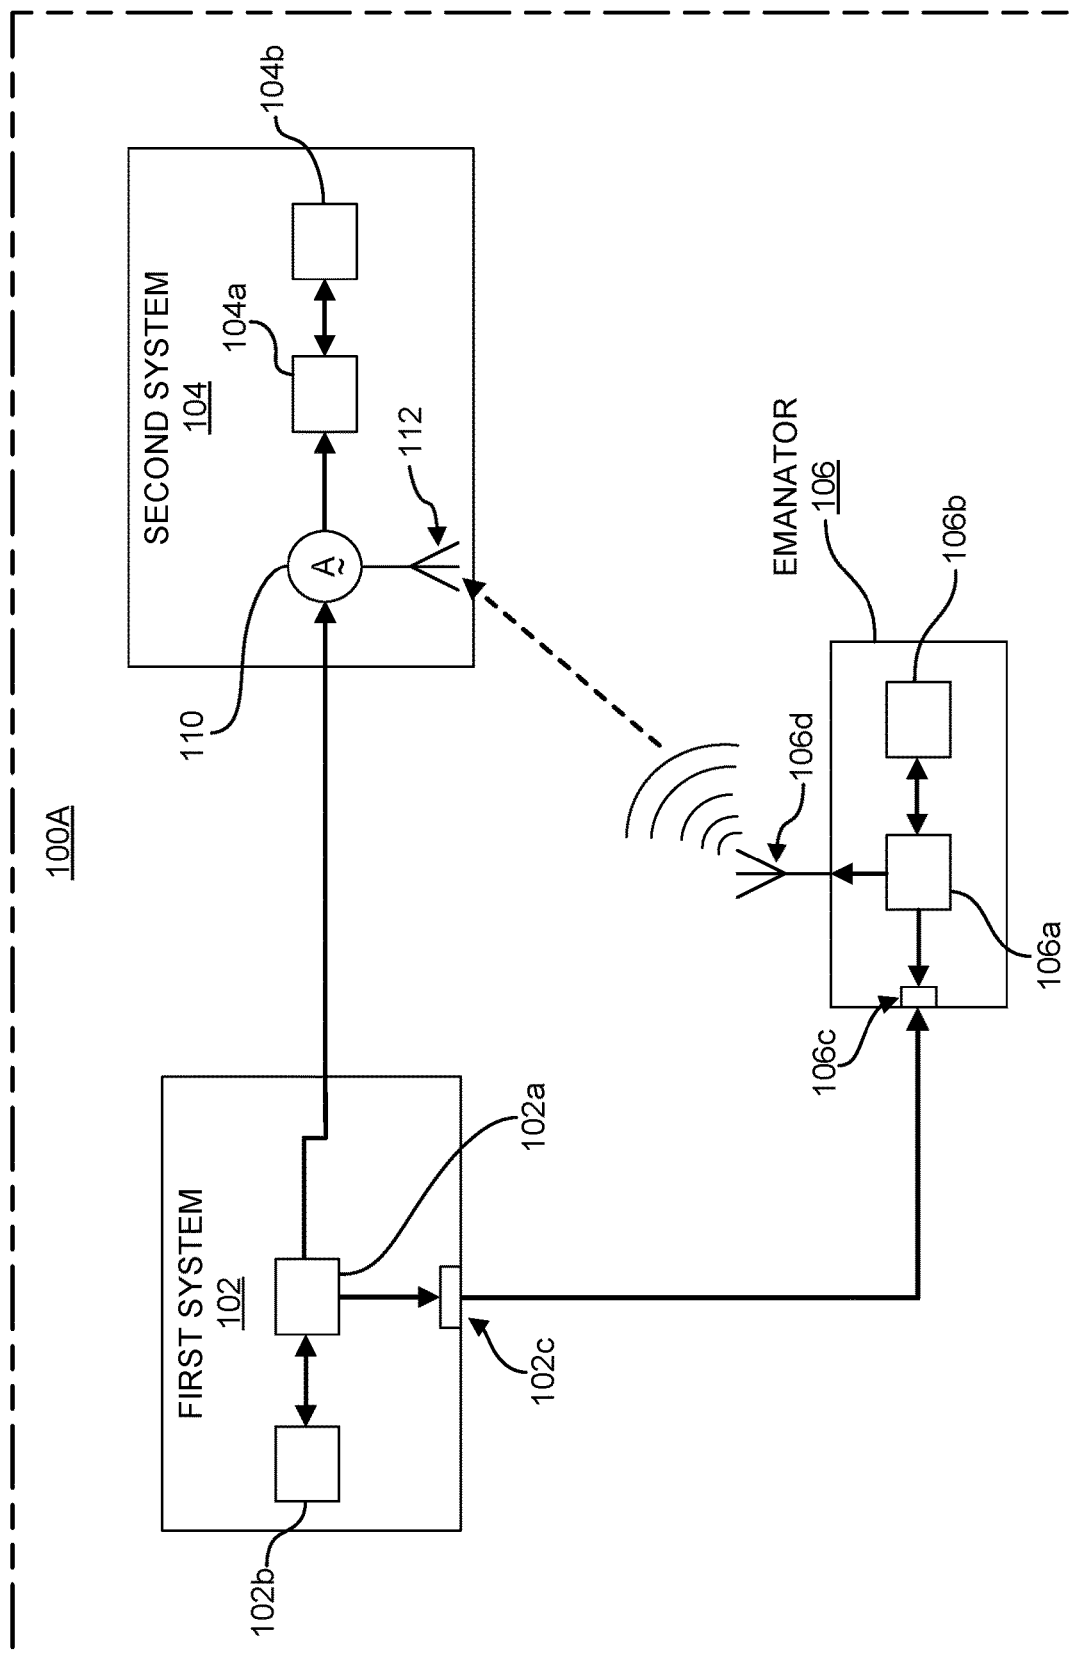 100A
FIRST SYSTEM
102
102b
102a
102c
SECOND SYSTEM
104
104a
104b
110
A
~
112
EMANATOR
106
106b
106d
106a
106c